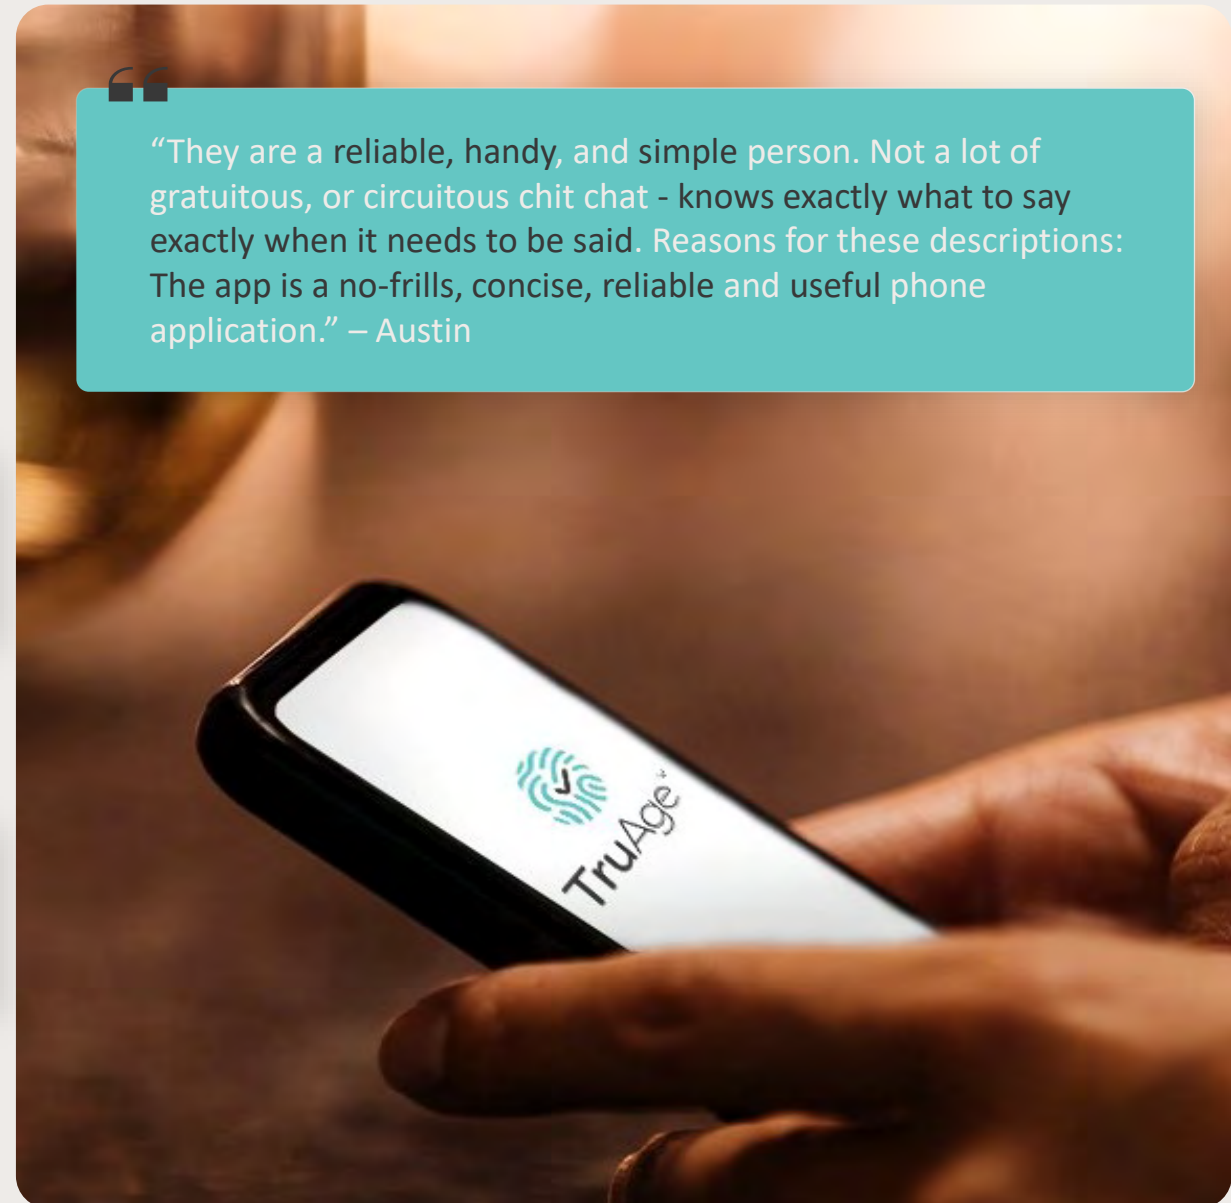 “They are a reliable, handy, and simple person. Not a lot of
gratuitous, or circuitous chit chat - knows exactly what to say
exactly when it needs to be said. Reasons for these descriptions:
The app is a no-frills, concise, reliable and useful phone
application.” – Austin
TruAge